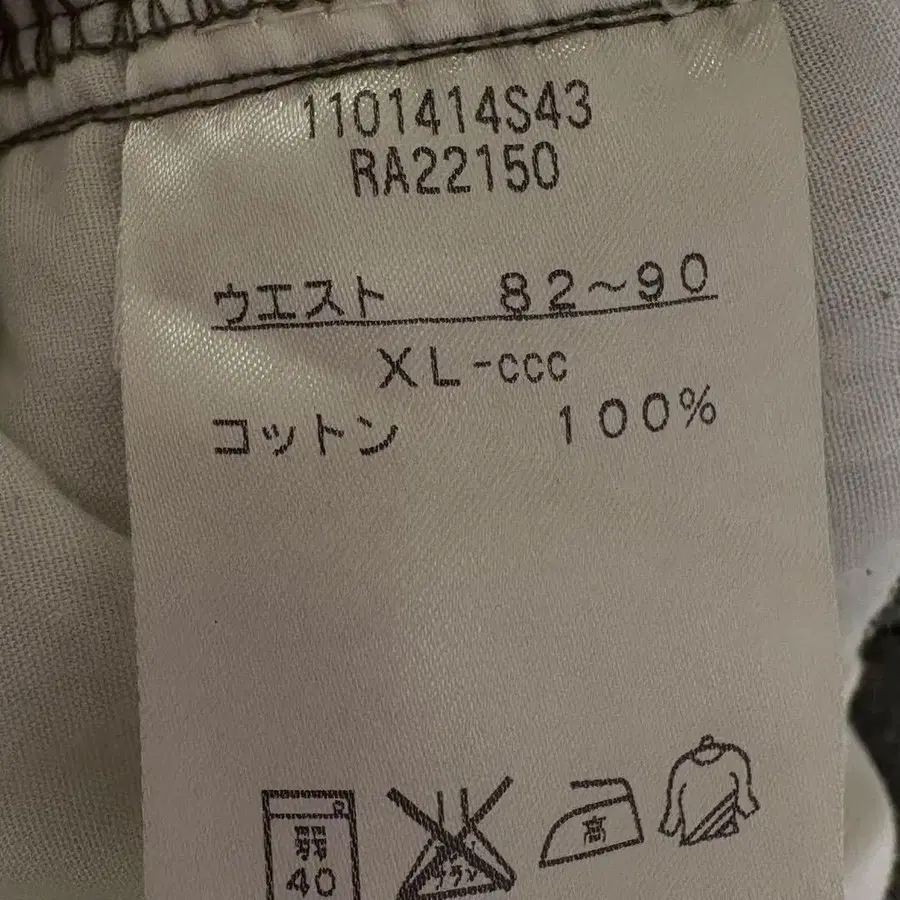 1101414S43
RA22150
ウエスト 82~90
XL-ccc
コットン 100%
弱
40
高